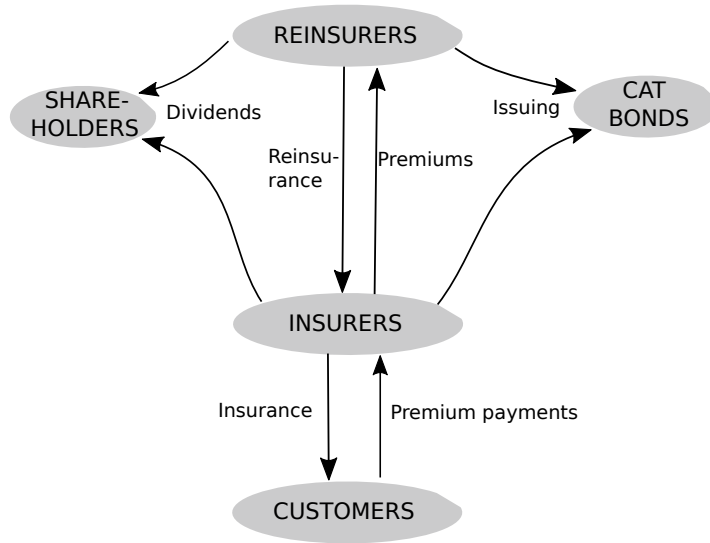 REINSURERS
SHARE-
HOLDERS
Dividends
CAT
BONDS
Issuing
Reinsu-
rance
Premiums
INSURERS
Insurance
Premium payments
CUSTOMERS